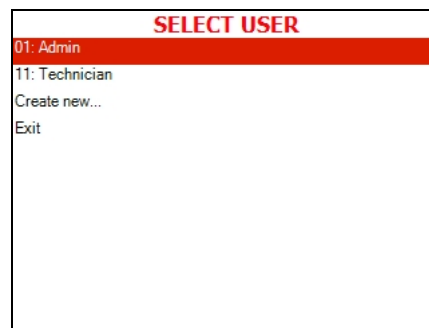 SELECT USER
01: Admin
11: Technician
Create new...
Exit